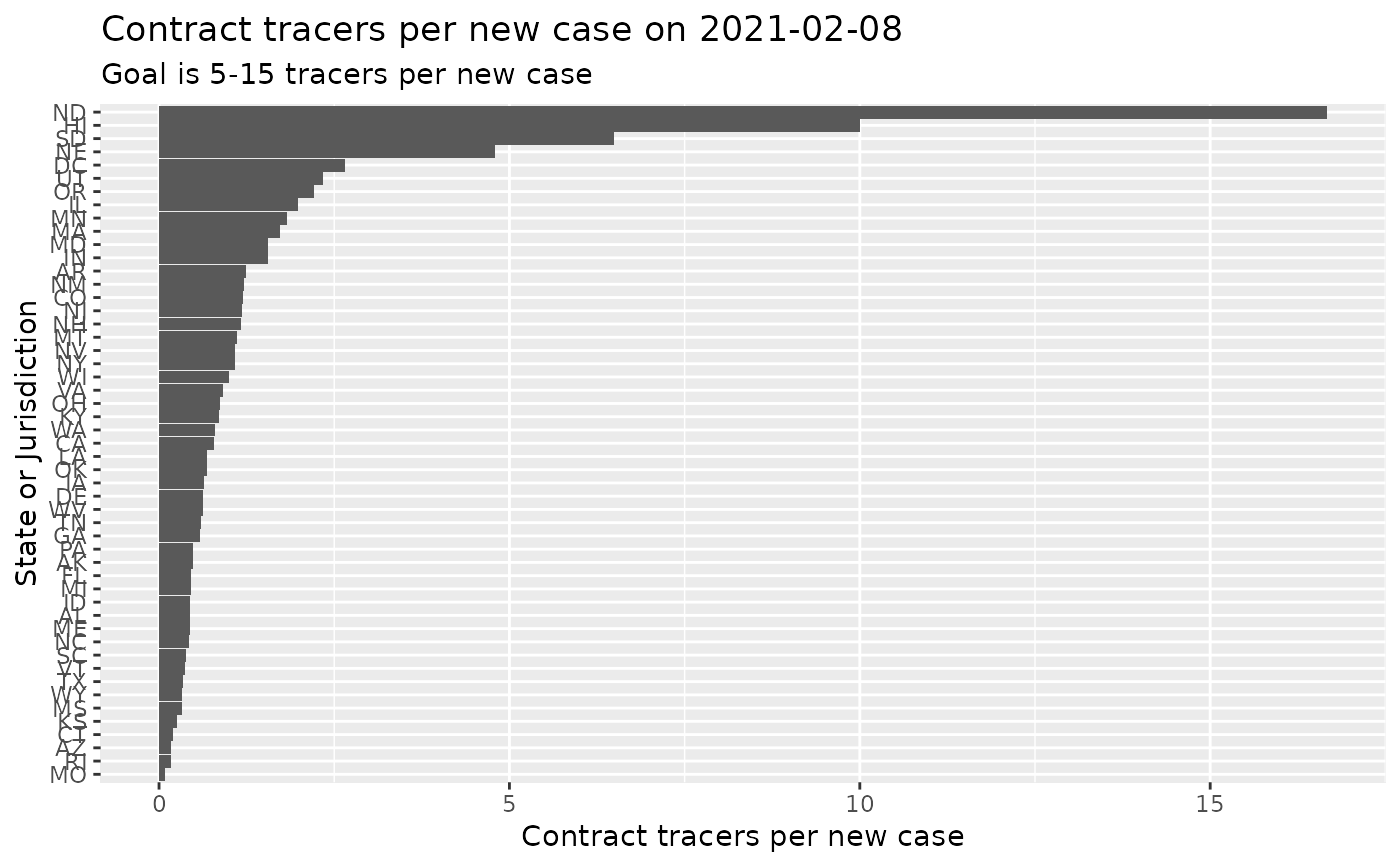 Contract tracers per new case on 2021-02-08
Goal is 5-15 tracers per new case
State or Jurisdiction
ND
HI
SD
NE
DC
UT
OR
IL
MN
MA
MD
IN
AR
NM
CO
NJ
NH
MT
NV
NY
WI
VA
OH
KY
WA
CA
LA
OK
IA
DE
WV
TN
GA
PA
AK
FL
MI
ID
AL
ME
NC
SC
VT
TX
WY
MS
KS
CT
AZ
RI
MO
0 5 10 15
Contract tracers per new case